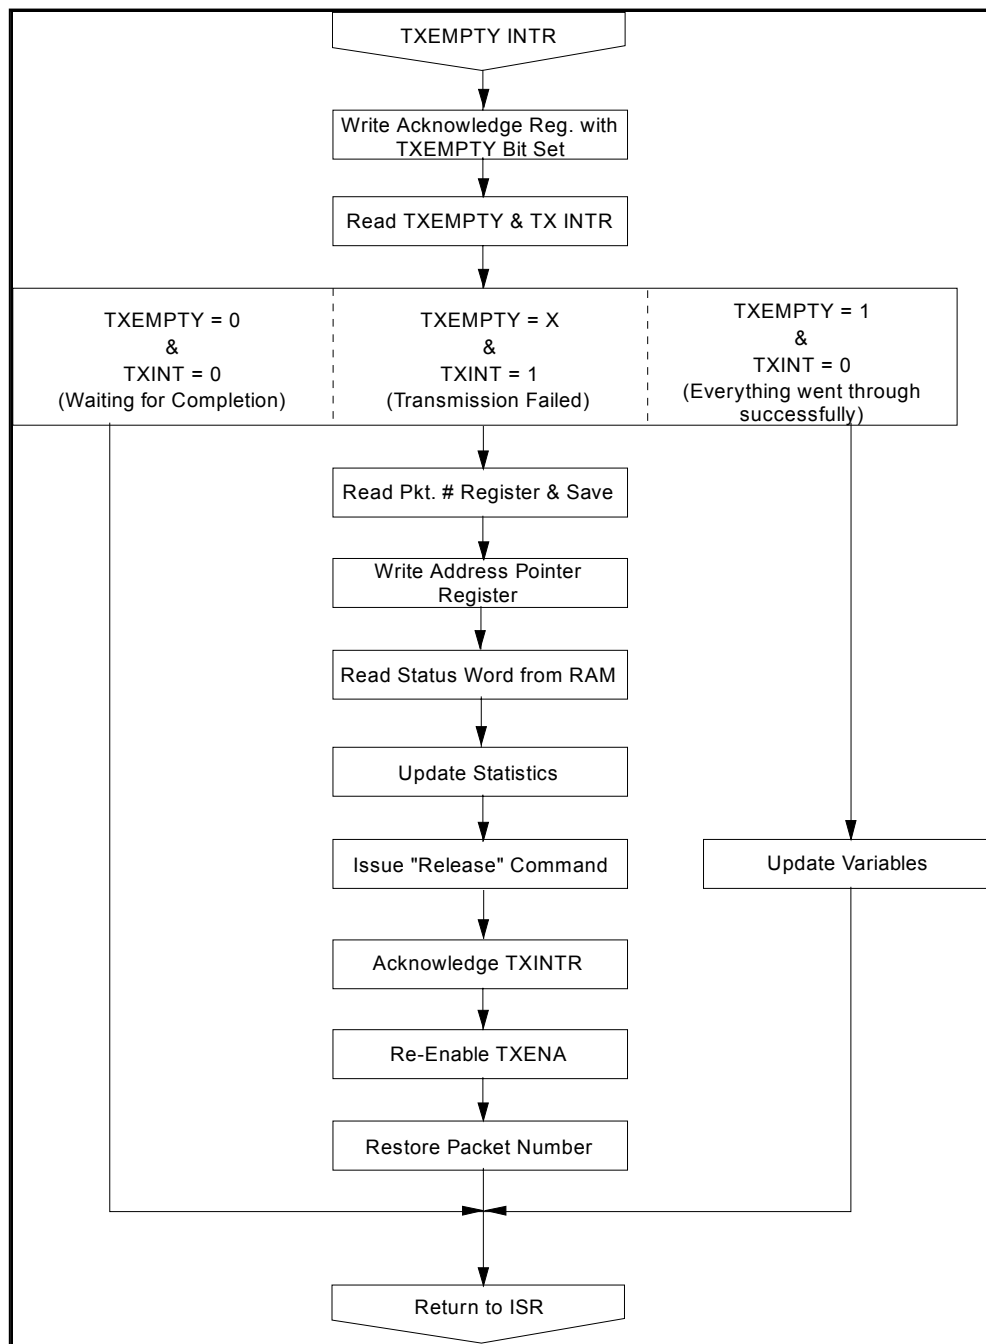 TXEMPTY INTR
Write Acknowledge Reg. with
TXEMPTY Bit Set
Read TXEMPTY & TX INTR
TXEMPTY = 0
&
TXINT = 0
(Waiting for Completion)
TXEMPTY = X
&
TXINT = 1
(Transmission Failed)
TXEMPTY = 1
&
TXINT = 0
(Everything went through
successfully)
Read Pkt. # Register & Save
Write Address Pointer
Register
Read Status Word from RAM
Update Statistics
Issue "Release" Command
Update Variables
Acknowledge TXINTR
Re-Enable TXENA
Restore Packet Number
Return to ISR